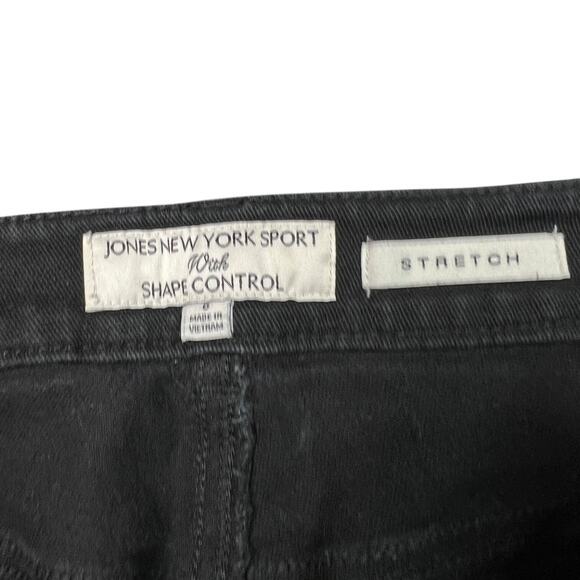 JONES NEW YORK SPORT
With
SHAPE CONTROL
STRETCH
MADE IN
VIETNAM